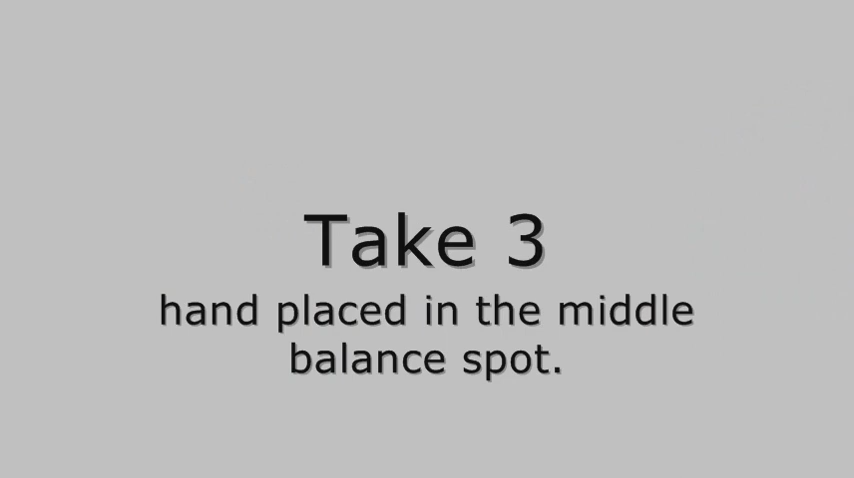 Take 3
hand placed in the middle
balance spot.